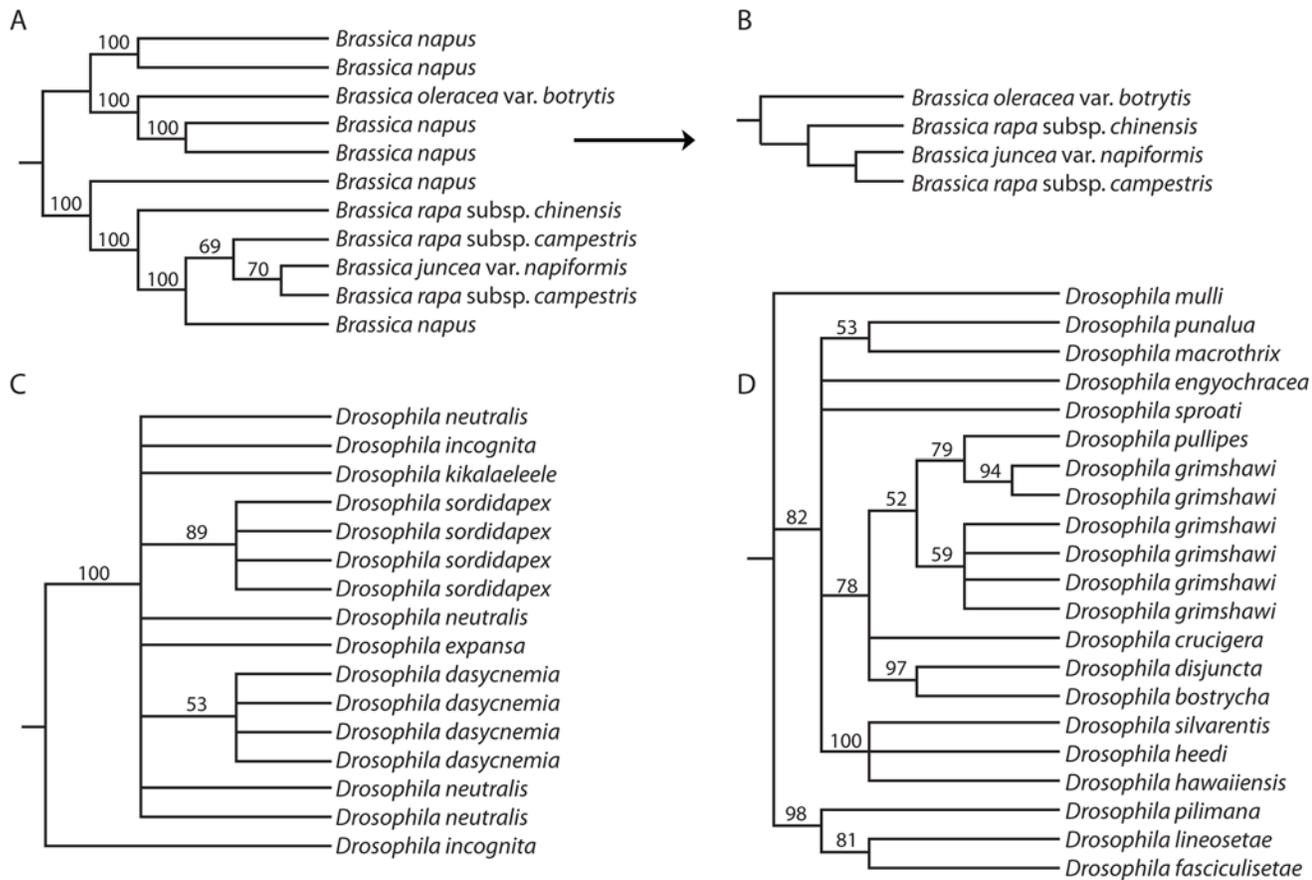 A
100
Brassica napus
Brassica napus
100
Brassica oleracea var. botrytis
100
Brassica napus
Brassica napus
100
Brassica napus
100
Brassica rapa subsp. chinensis
69
Brassica rapa subsp. campestris
100
70
Brassica juncea var. napiformis
Brassica rapa subsp. campestris
Brassica napus
B
Brassica oleracea var. botrytis
Brassica rapa subsp. chinensis
Brassica juncea var. napiformis
Brassica rapa subsp. campestris
C
Drosophila neutralis
Drosophila incognita
Drosophila kikalaeleele
Drosophila sordidapex
89
Drosophila sordidapex
Drosophila sordidapex
100
Drosophila sordidapex
Drosophila neutralis
Drosophila expansa
Drosophila dasycnemia
53
Drosophila dasycnemia
Drosophila dasycnemia
Drosophila dasycnemia
Drosophila neutralis
Drosophila neutralis
Drosophila incognita
D
Drosophila mulli
53
Drosophila punalua
Drosophila macrothrix
Drosophila engyochracea
Drosophila sproati
79
Drosophila pullipes
94
Drosophila grimshawi
Drosophila grimshawi
52
82
Drosophila grimshawi
59
Drosophila grimshawi
78
Drosophila grimshawi
Drosophila grimshawi
Drosophila crucigera
97
Drosophila disjuncta
Drosophila bostrycha
100
Drosophila silvarentis
Drosophila heedi
Drosophila hawaiiensis
98
Drosophila pilimana
81
Drosophila lineosetae
Drosophila fasciculisetae